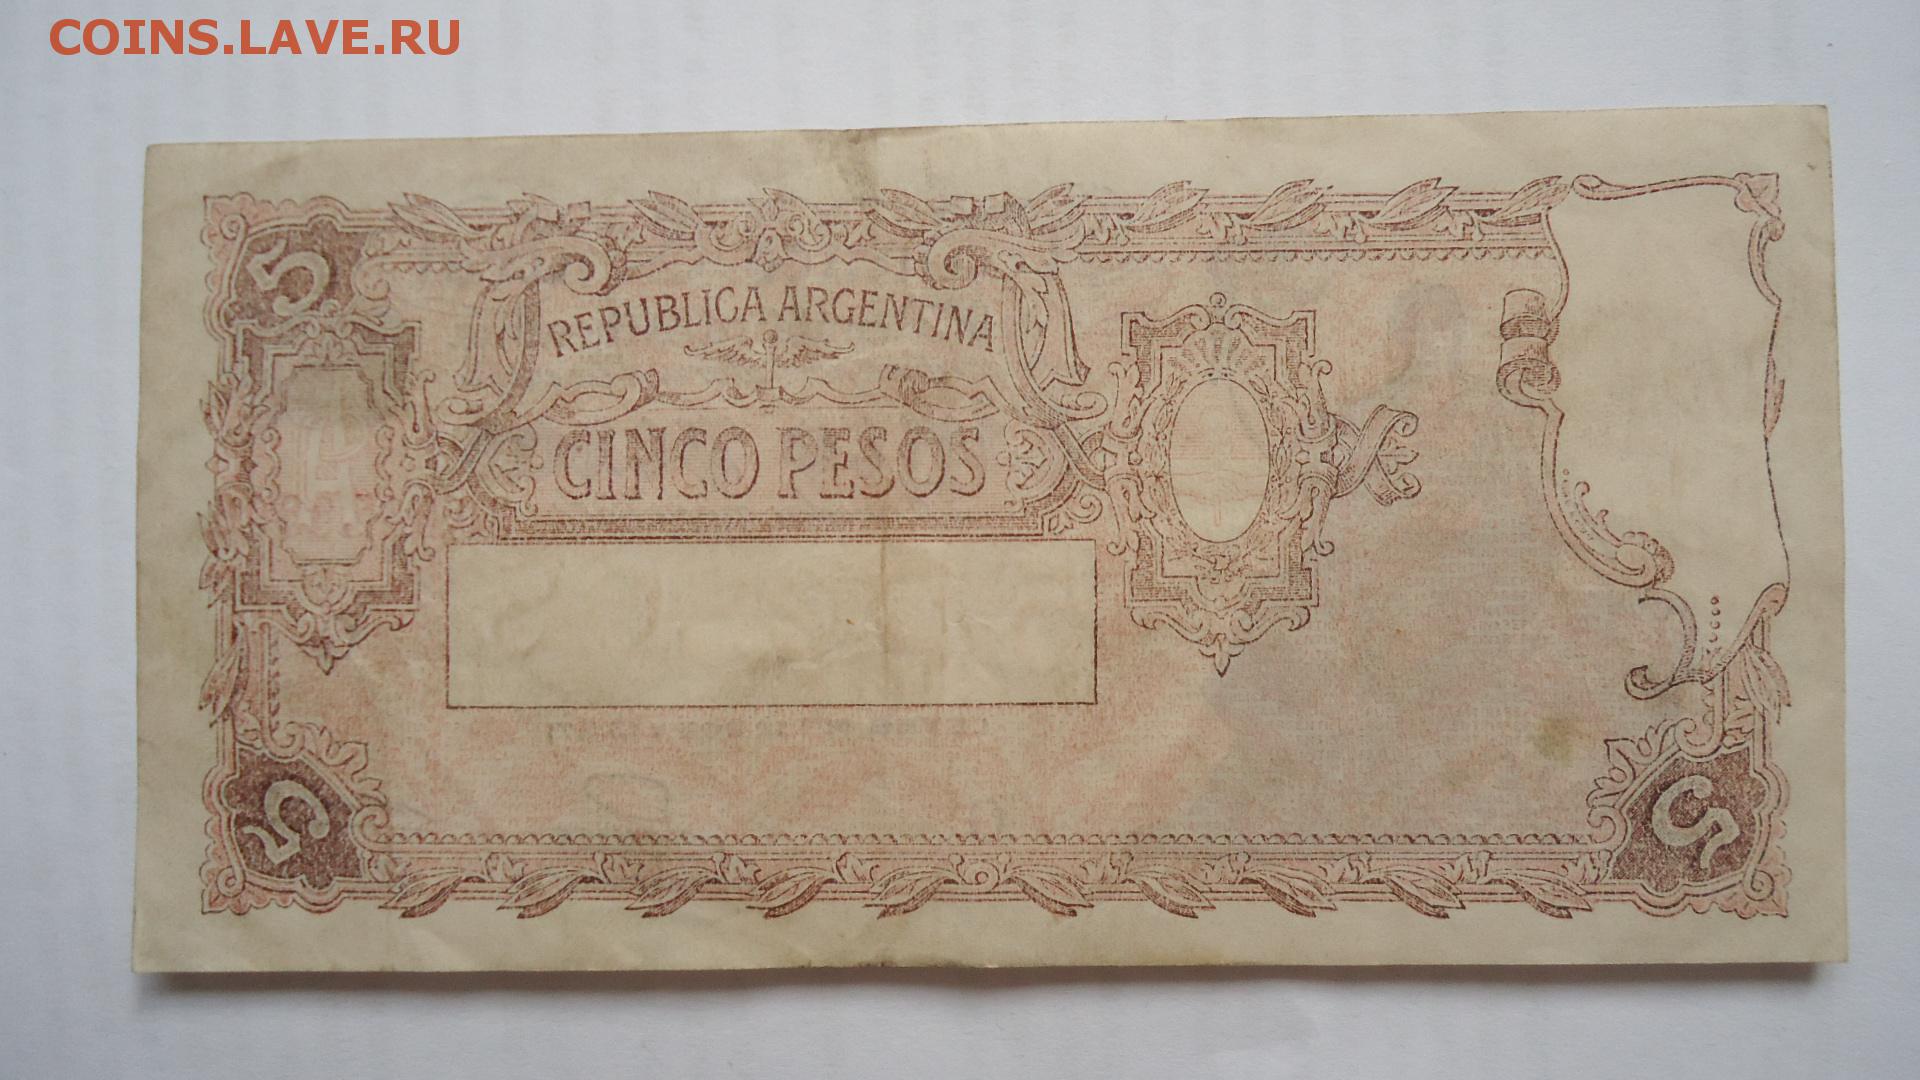 COINS.LAVE.RU
5
REPUBLICA ARGENTINA
CINCO PESOS
5
5